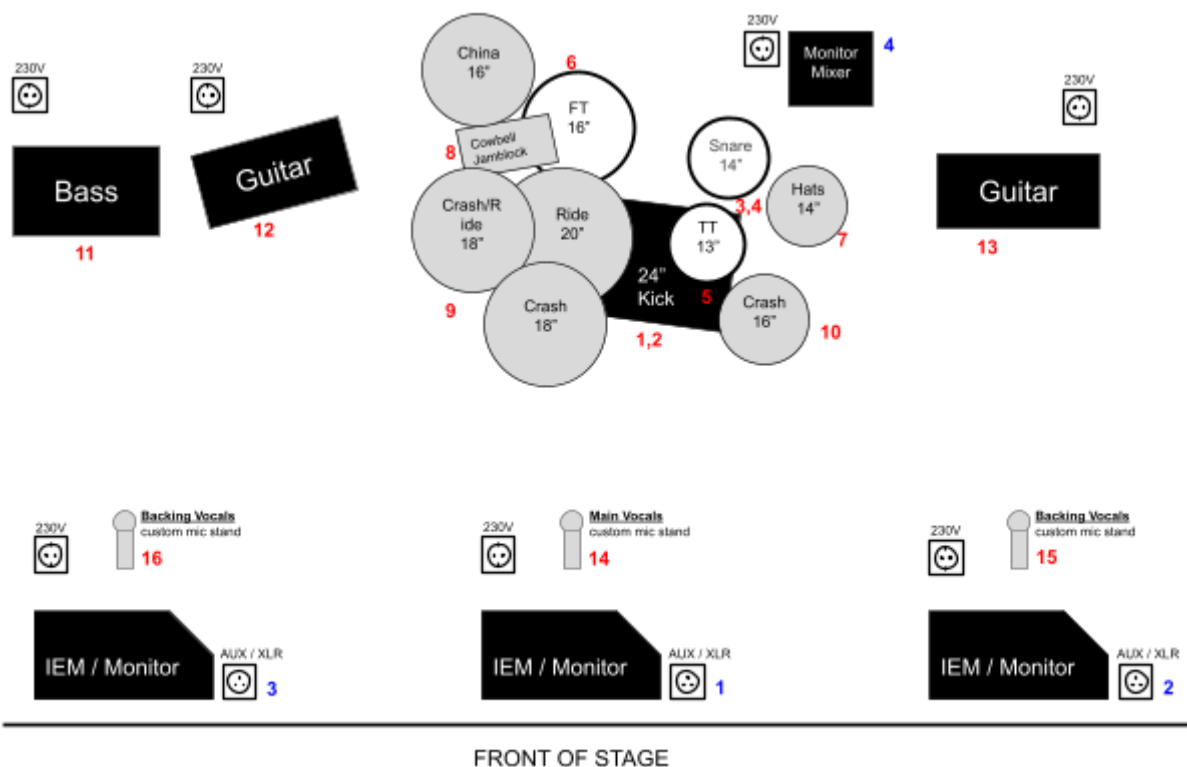 230V
230V
China
16"
6
230V
Monitor
Mixer
4
230V
FT
16"
Cowbell
Jamblock
8
Snare
14"
3,4
Bass
11
Guitar
12
Crash/R
ide
18"
9
Ride
20"
TT
13"
5
Hats
14"
7
Guitar
13
24"
Kick
1,2
Crash
18"
Crash
16"
10
230V
Backing Vocals
custom mic stand
16
230V
Main Vocals
custom mic stand
14
230V
Backing Vocals
custom mic stand
15
IEM / Monitor
AUX / XLR
3
IEM / Monitor
AUX / XLR
1
IEM / Monitor
AUX / XLR
2
FRONT OF STAGE